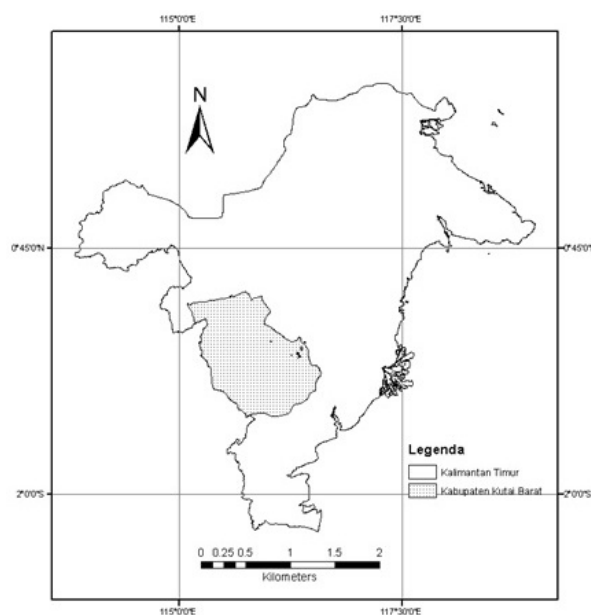 115°0'0"E 117°30'0"E
N
0°45'0"N 0°45'0"N
Legenda
Kalimantan Timur
Kabupaten Kutai Barat
2°0'0"S 2°0'0"S
0 0.25 0.5 1 1.5 2
Kilometers
115°0'0"E 117°30'0"E